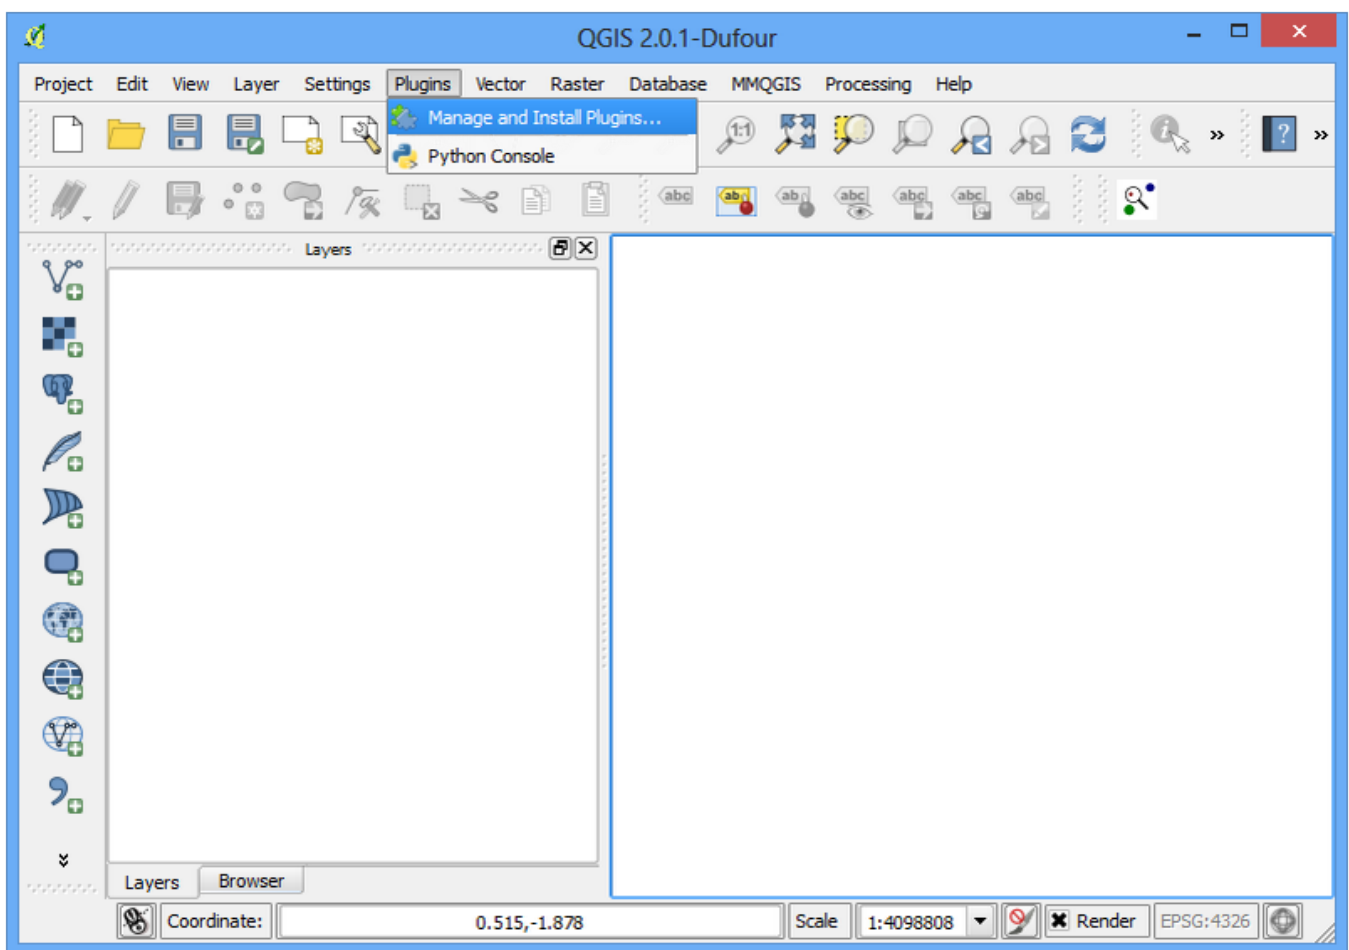 QGIS 2.0.1-Dufour
Project Edit View Layer Settings Plugins Vector Raster Database MMQGIS Processing Help
Manage and Install Plugins...
1:1
» ? »
Python Console
abc ab ab abc abc abc abc
Layers
Layers Browser
Coordinate: 0.515,-1.878 Scale 1:4098808 Render EPSG:4326